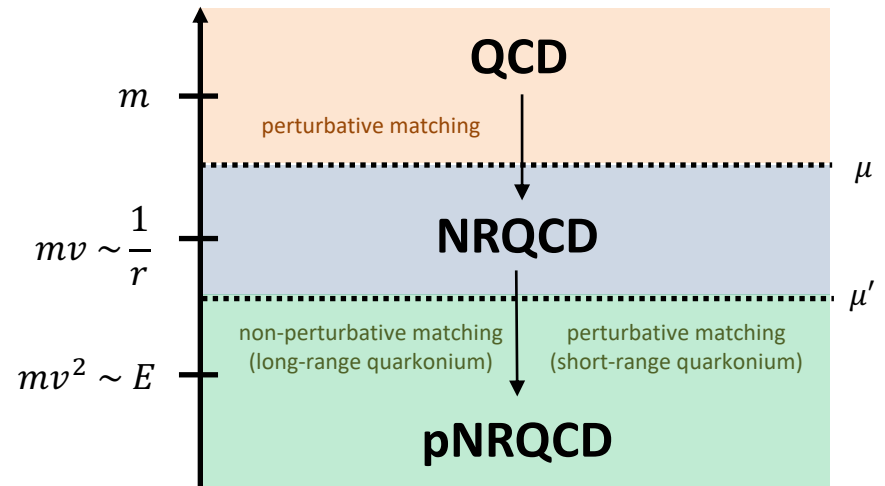 QCD
m
perturbative matching
μ
mv ~ 1/r
NRQCD
μ′
non-perturbative matching
(long-range quarkonium)
perturbative matching
(short-range quarkonium)
mv² ~ E
pNRQCD